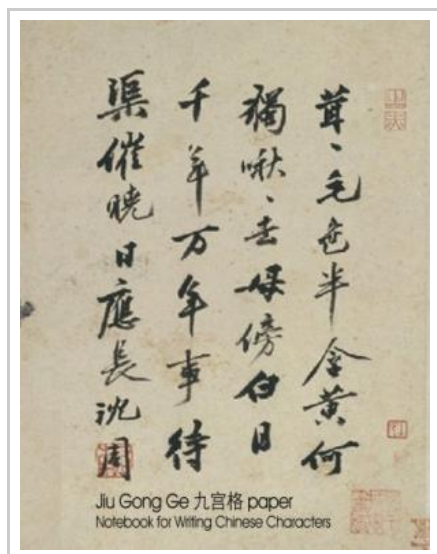 茸、毛色半含黄何
獨啾、去母傍白日
千年万年事待
渠催曉日應長沈周
Jiu Gong Ge 九宫格 paper
Notebook for Writing Chinese Characters